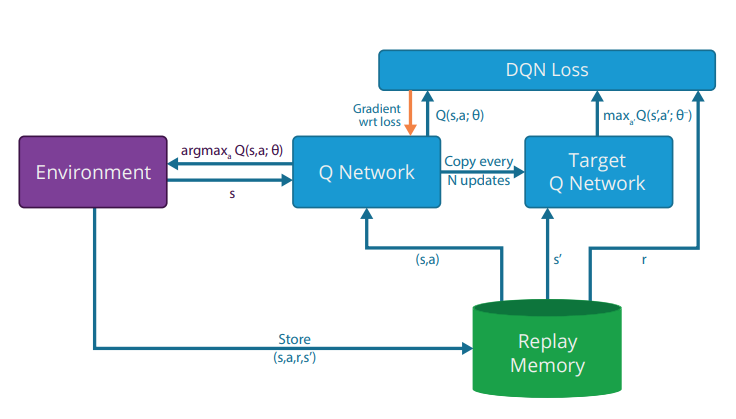 DQN Loss
Gradient
wrt loss
Q(s,a; θ)
maxₐ' Q(s',a'; θ⁻)
argmaxₐ Q(s,a; θ)
Environment
s
Q Network
Copy every
N updates
Target
Q Network
(s,a)
s'
r
Store
(s,a,r,s')
Replay
Memory